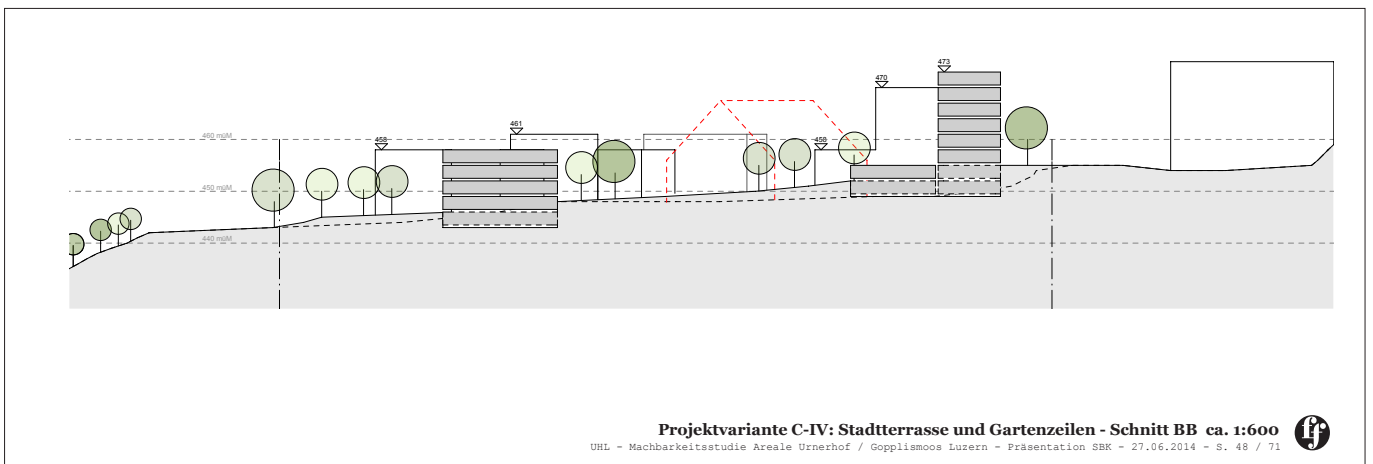 473
470
461
460 müM
458
458
450 müM
440 müM
Projektvariante C-IV: Stadtterrasse und Gartenzeilen - Schnitt BB ca. 1:600
UHL - Machbarkeitsstudie Areale Urnerhof / Gopplismoos Luzern - Präsentation SBK - 27.06.2014 - S. 48 / 71
ff